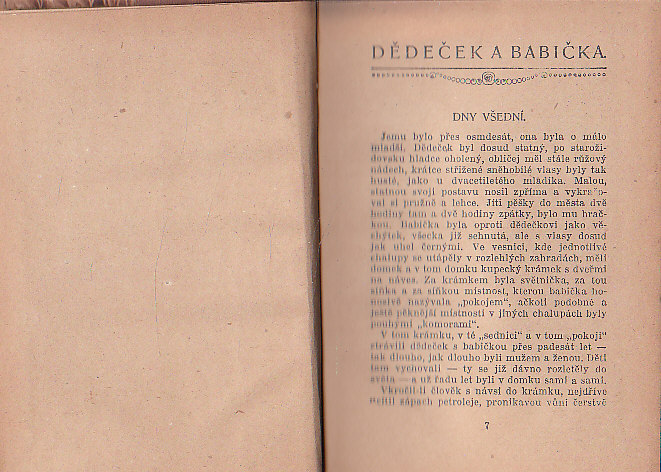 DĚDEČEK A BABIČKA.
DNY VŠEDNÍ.
Jemu bylo přes osmdesát, ona byla o málo
mladší. Dědeček byl dosud statný, po staroži-
dovsku hladce oholený, obličej měl stále růžový
nádech, krátce střižené sněhobílé vlasy byly tak
husté, jako u dvacetiletého mladíka. Malou,
statnou svojí postavu nosil zpříma a vykračo-
val si pružně a lehce. Jíti pěšky do města dvě
hodiny tam a dvě hodiny zpátky, bylo mu hrač-
kou. Babička byla oproti dědečkovi jako vě-
chýtek, všecka již sehnutá, ale s vlasy dosud
jak uhel černými. Ve vesnici, kde jednotlivé
chalupy se utápěly v rozlehlých zahradách, měli
domek a v tom domku kupecký krámek s dveřmi
na náves. Za krámkem byla světnička, za tou
síňka a za síňkou místnost, kterou babička ho-
nosivě nazývala „pokojem“, ačkoli podobné a
ještě pěknější místnosti v jiných chalupách byly
pouhými „komorami“.
V tom krámku, v té „sednici“ a v tom „pokoji“
strávili dědeček s babičkou přes padesát let —
tak dlouho, jak dlouho byli mužem a ženou. Děti
tam vychovali — ty se již dávno rozletěly do
světa — a už řadu let byli v domku sami a sami.
Vkročil-li člověk s návsi do krámku, nejdříve
ucítil zápach petroleje, pronikavou vůni čerstvě
7